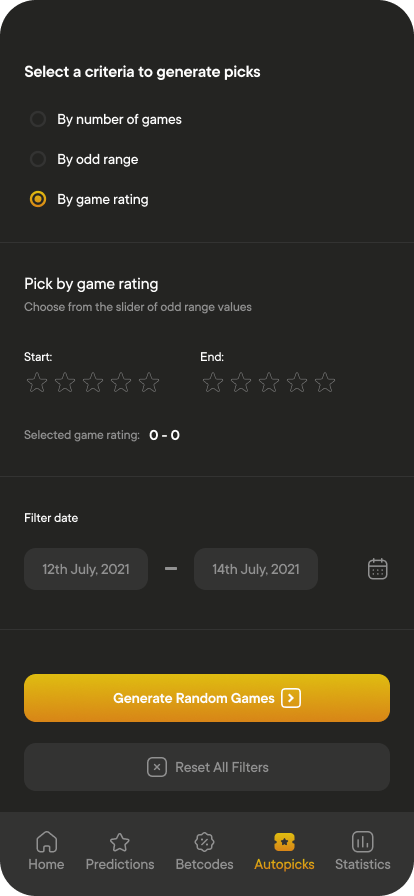 Select a criteria to generate picks
By number of games
By odd range
By game rating
Pick by game rating
Choose from the slider of odd range values
Start: End:
Selected game rating: 0 - 0
Filter date
12th July, 2021 – 14th July, 2021
Generate Random Games
Reset All Filters
Home Predictions Betcodes Autopicks Statistics